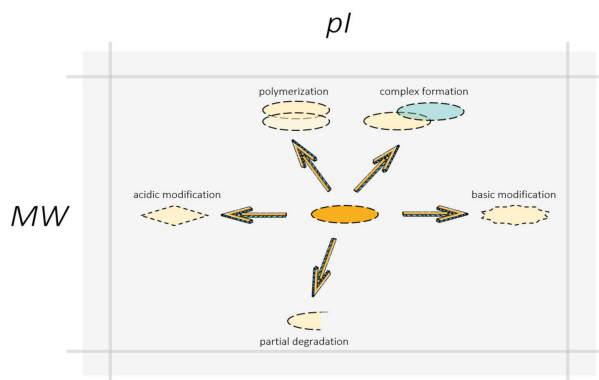 pI
polymerization
complex formation
acidic modification
basic modification
MW
partial degradation